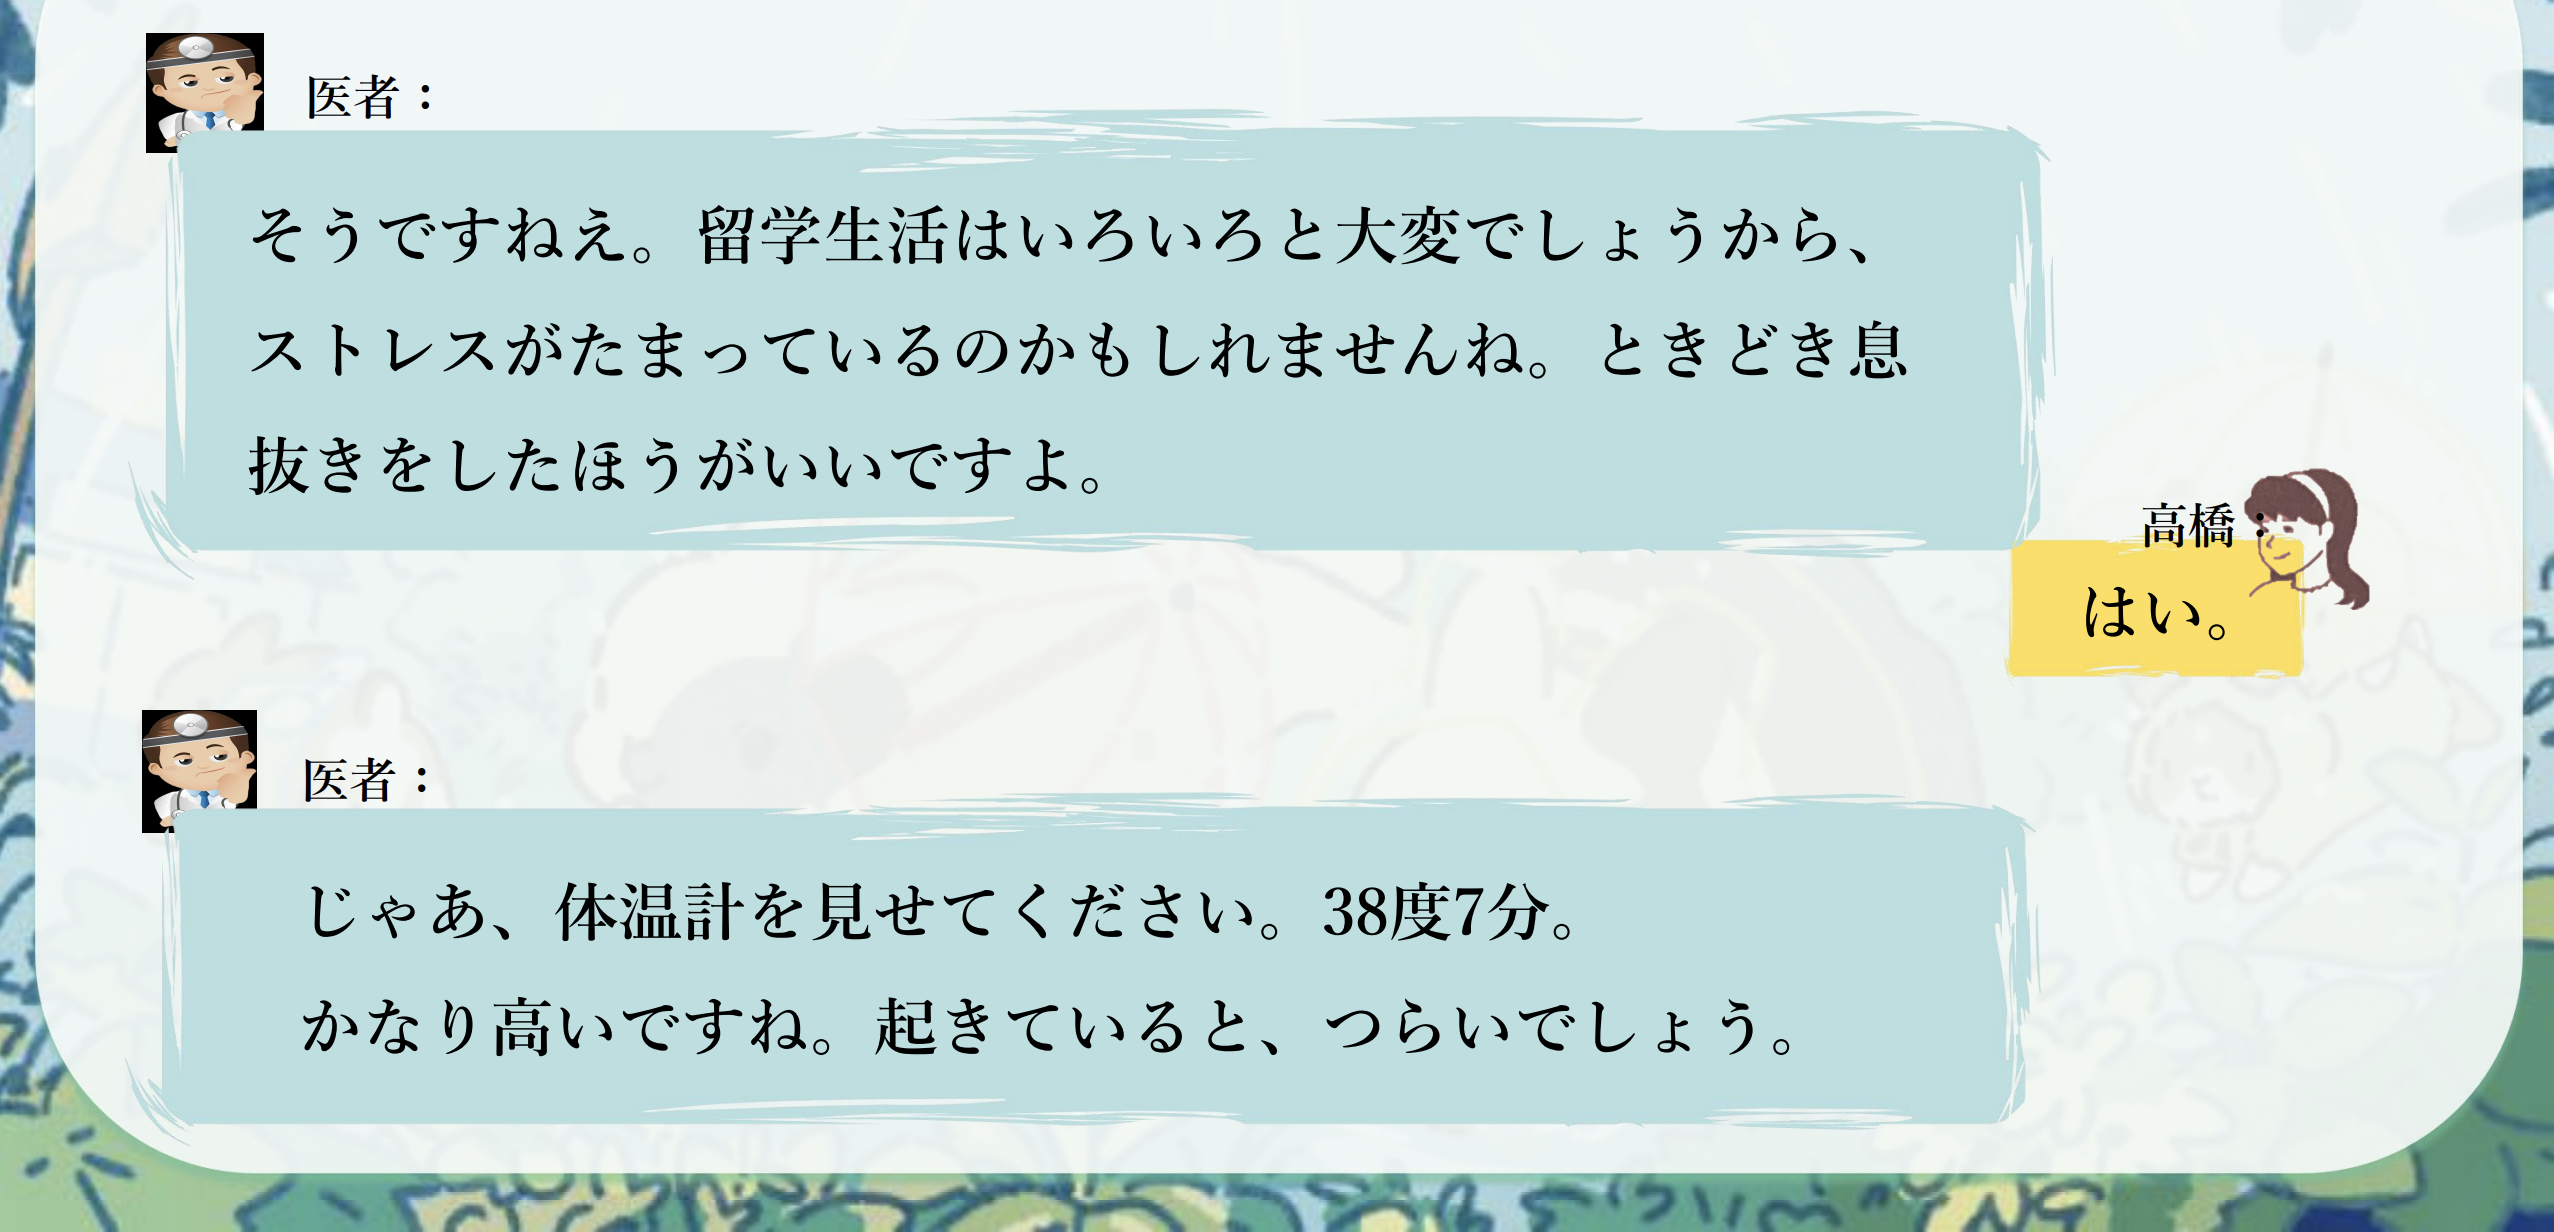 医者：
そうですねえ。留学生活はいろいろと大変でしょうから、
ストレスがたまっているのかもしれませんね。ときどき息
抜きをしたほうがいいですよ。
高橋：
はい。
医者：
じゃあ、体温計を見せてください。38度7分。
かなり高いですね。起きていると、つらいでしょう。